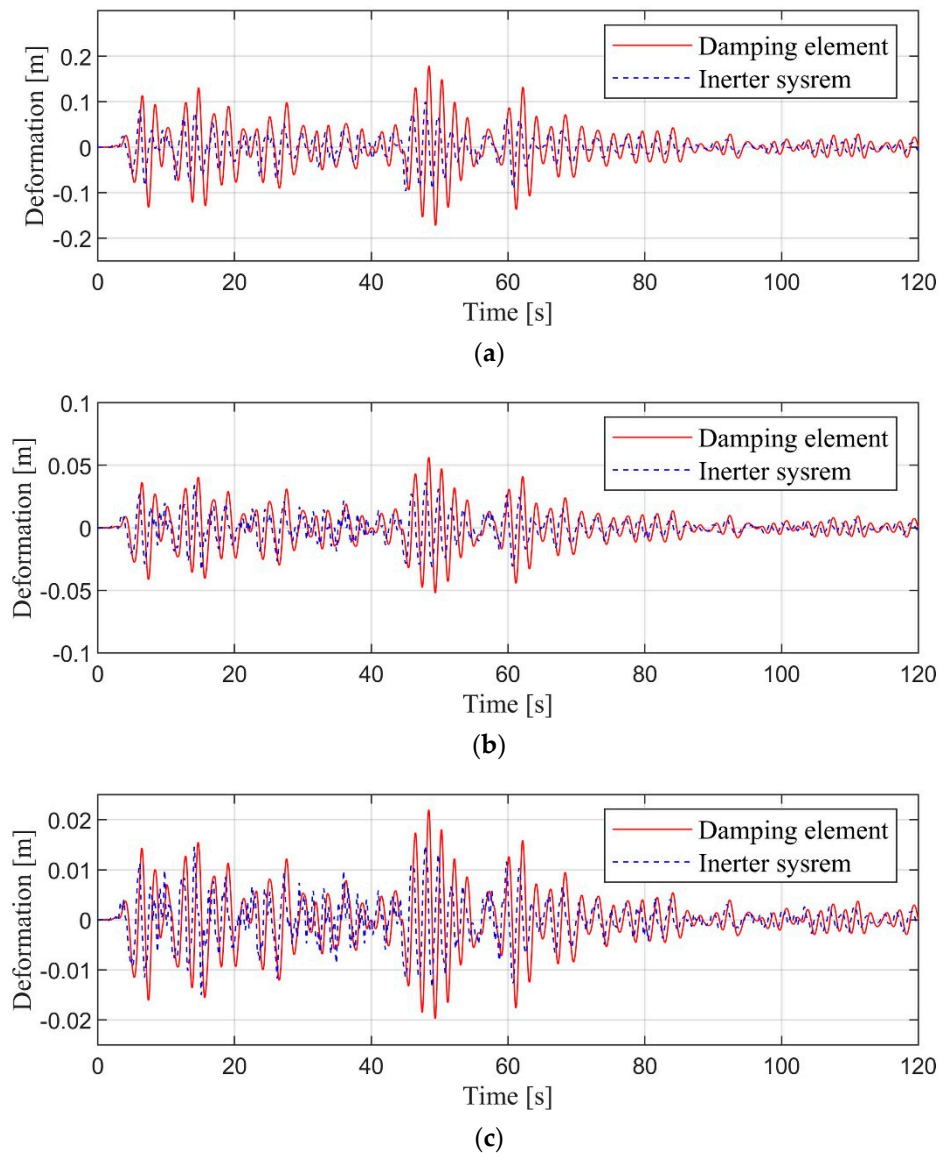 Deformation [m]
0.2
0.1
0
-0.1
-0.2
Damping element
Inerter sysrem
0 20 40 60 80 100 120
Time [s]
(a)
Deformation [m]
0.1
0.05
0
-0.05
-0.1
Damping element
Inerter sysrem
0 20 40 60 80 100 120
Time [s]
(b)
Deformation [m]
0.02
0.01
0
-0.01
-0.02
Damping element
Inerter sysrem
0 20 40 60 80 100 120
Time [s]
(c)